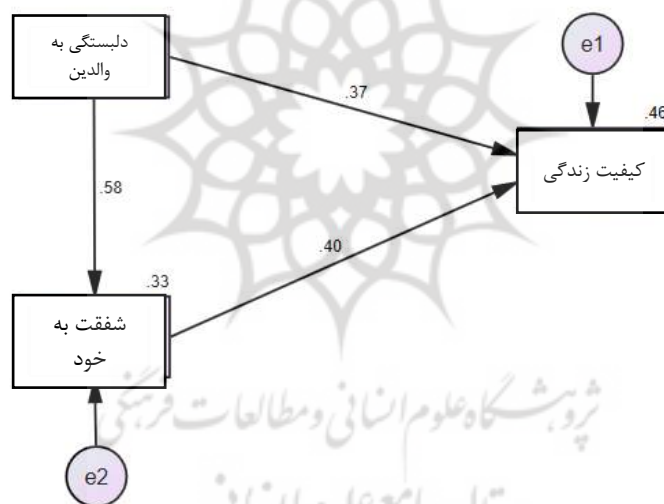 دلبستگی به
والدین
e1
.37
.46
کیفیت زندگی
.58
.40
.33
شفقت به
خود
پژوهشگاه علوم انسانی و مطالعات فرهنگی
e2